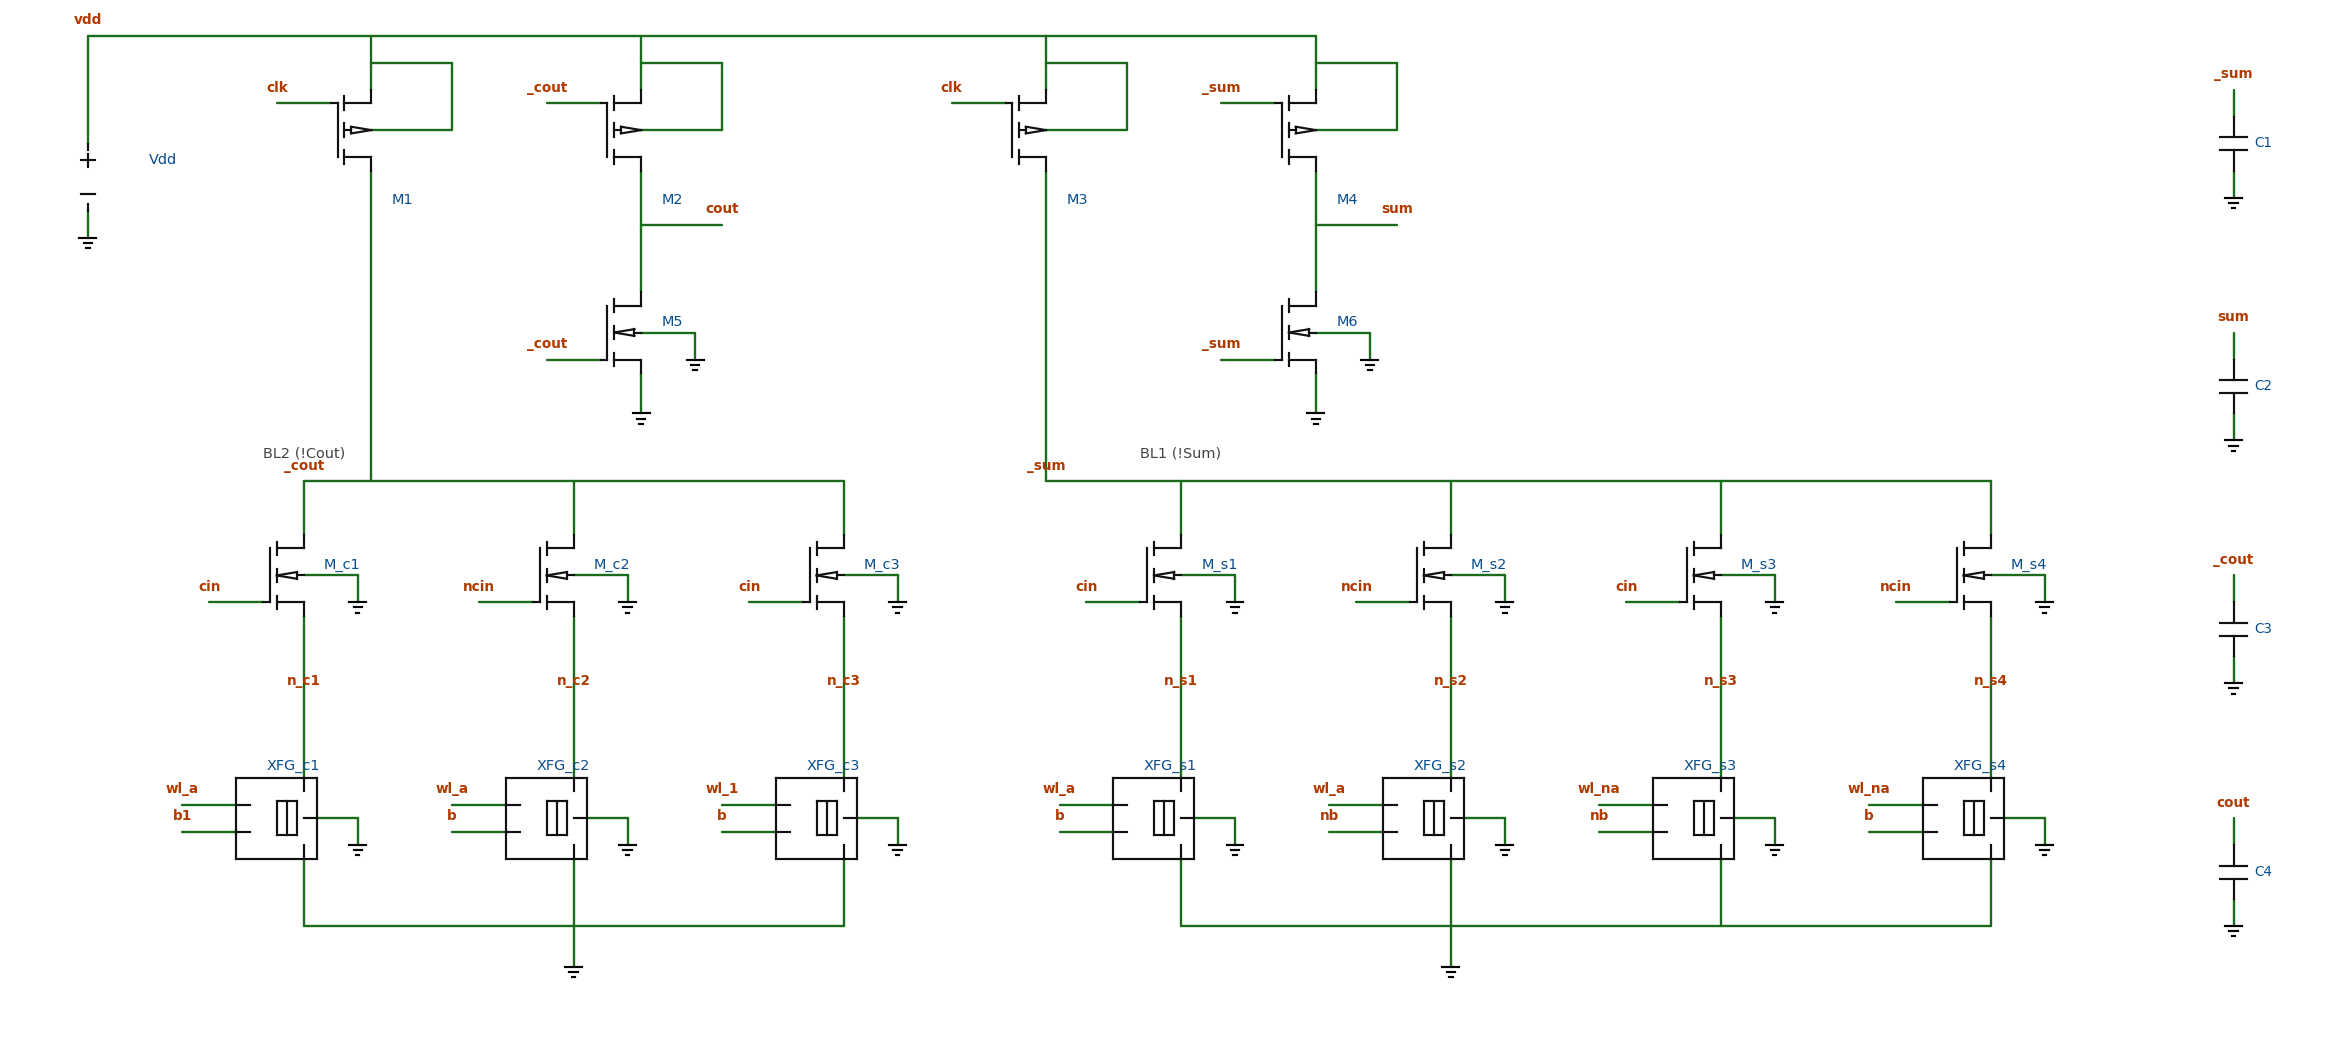 vdd
Vdd
clk
M1
_cout
M2
cout
clk
M3
_sum
M4
sum
_cout
M5
_sum
M6
BL2 (!Cout)
_cout
BL1 (!Sum)
_sum
cin
M_c1
ncin
M_c2
cin
M_c3
cin
M_s1
ncin
M_s2
cin
M_s3
ncin
M_s4
n_c1
n_c2
n_c3
n_s1
n_s2
n_s3
n_s4
XFG_c1
wl_a
b1
XFG_c2
wl_a
b
XFG_c3
wl_1
b
XFG_s1
wl_a
b
XFG_s2
wl_a
nb
XFG_s3
wl_na
nb
XFG_s4
wl_na
b
_sum
C1
sum
C2
_cout
C3
cout
C4